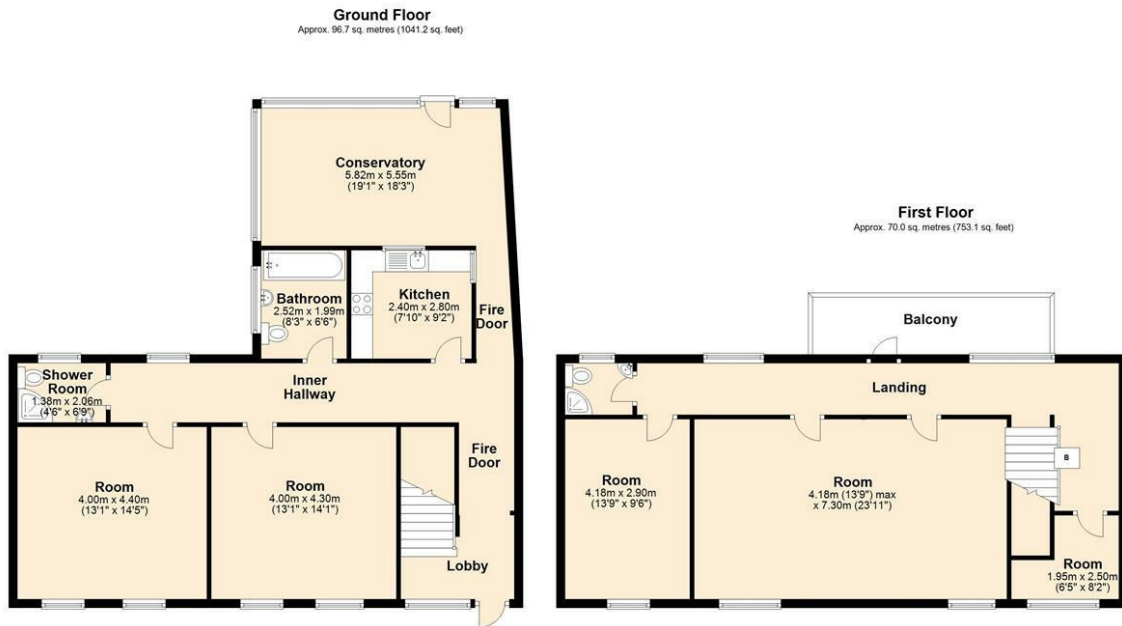 Ground Floor
Approx. 96.7 sq. metres (1041.2 sq. feet)
Conservatory
5.82m x 5.55m
(19'1" x 18'3")
Bathroom
2.52m x 1.99m
(8'3" x 6'6")
Kitchen
2.40m x 2.80m
(7'10" x 9'2")
Fire
Door
Shower
Room
1.38m x 2.06m
(4'6" x 6'9")
Inner
Hallway
Fire
Door
Room
4.00m x 4.40m
(13'1" x 14'5")
Room
4.00m x 4.30m
(13'1" x 14'1")
Lobby
First Floor
Approx. 70.0 sq. metres (753.1 sq. feet)
Balcony
Landing
B
Room
4.18m x 2.90m
(13'9" x 9'6")
Room
4.18m (13'9") max
x 7.30m (23'11")
Room
1.95m x 2.50m
(6'5" x 8'2")